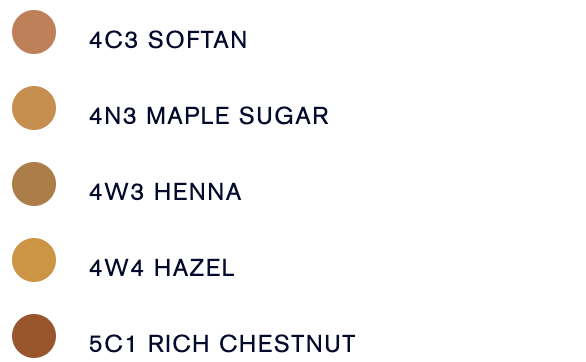 4C3 SOFTAN
4N3 MAPLE SUGAR
4W3 HENNA
4W4 HAZEL
5C1 RICH CHESTNUT